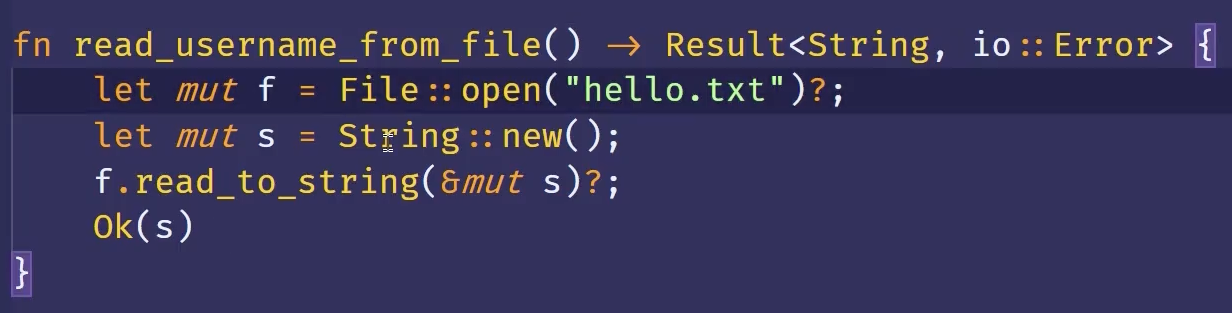 fn read_username_from_file() -> Result<String, io::Error> {
    let mut f = File::open("hello.txt")?;
    let mut s = String::new();
    f.read_to_string(&mut s)?;
    Ok(s)
}